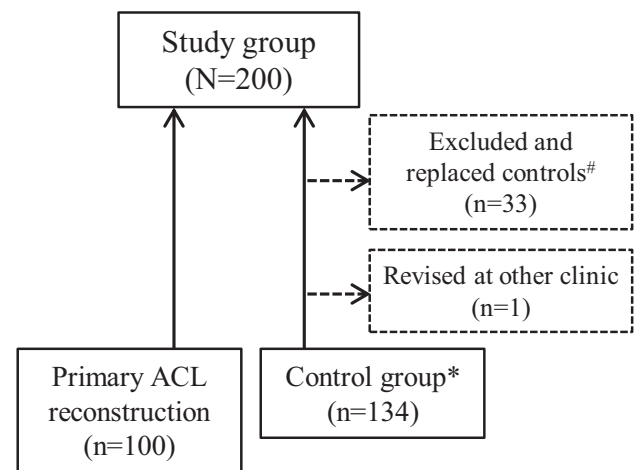 Study group
(N=200)
Excluded and
replaced controls#
(n=33)
Revised at other clinic
(n=1)
Primary ACL
reconstruction
(n=100)
Control group*
(n=134)